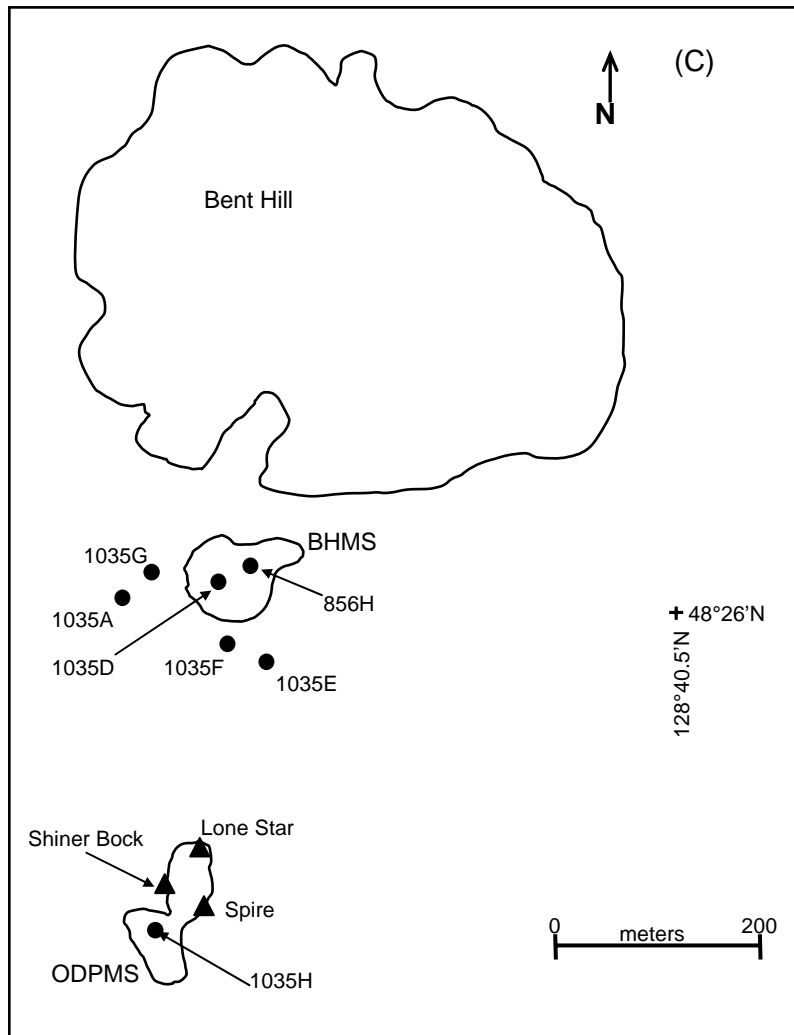 (C)
N
Bent Hill
BHMS
1035G
856H
1035A
48°26'N
1035D
1035F
1035E
128°40.5'N
Lone Star
Shiner Bock
Spire
0 meters 200
ODPMS
1035H